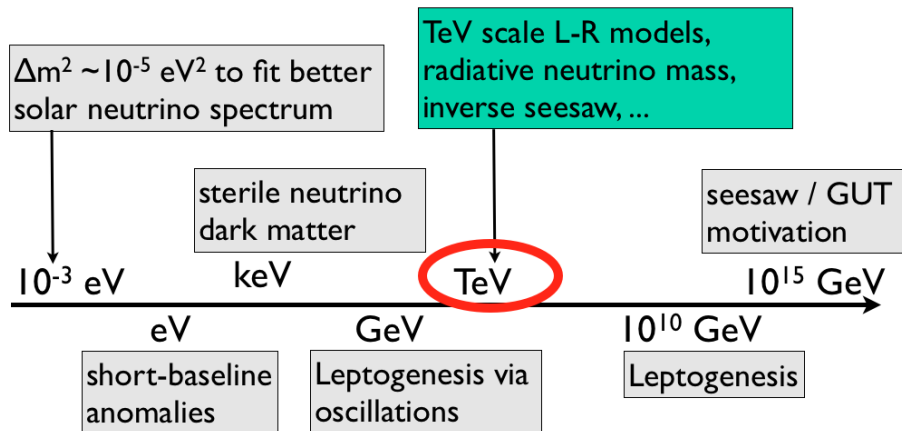 Δm² ~10⁻⁵ eV² to fit better
solar neutrino spectrum
TeV scale L-R models,
radiative neutrino mass,
inverse seesaw, ...
sterile neutrino
dark matter
seesaw / GUT
motivation
10⁻³ eV
keV
TeV
10¹⁵ GeV
eV
GeV
10¹⁰ GeV
short-baseline
anomalies
Leptogenesis via
oscillations
Leptogenesis